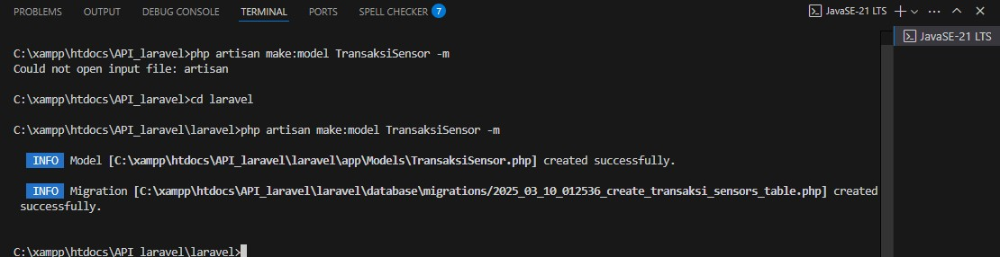 PROBLEMS OUTPUT DEBUG CONSOLE TERMINAL PORTS SPELL CHECKER 7 JavaSE-21 LTS
JavaSE-21 LTS
C:\xampp\htdocs\API_laravel>php artisan make:model TransaksiSensor -m
Could not open input file: artisan
C:\xampp\htdocs\API_laravel>cd laravel
C:\xampp\htdocs\API_laravel\laravel>php artisan make:model TransaksiSensor -m
INFO Model [C:\xampp\htdocs\API_laravel\laravel\app\Models\TransaksiSensor.php] created successfully.
INFO Migration [C:\xampp\htdocs\API_laravel\laravel\database\migrations/2025_03_10_012536_create_transaksi_sensors_table.php] created
successfully.
C:\xampp\htdocs\API_laravel\laravel>